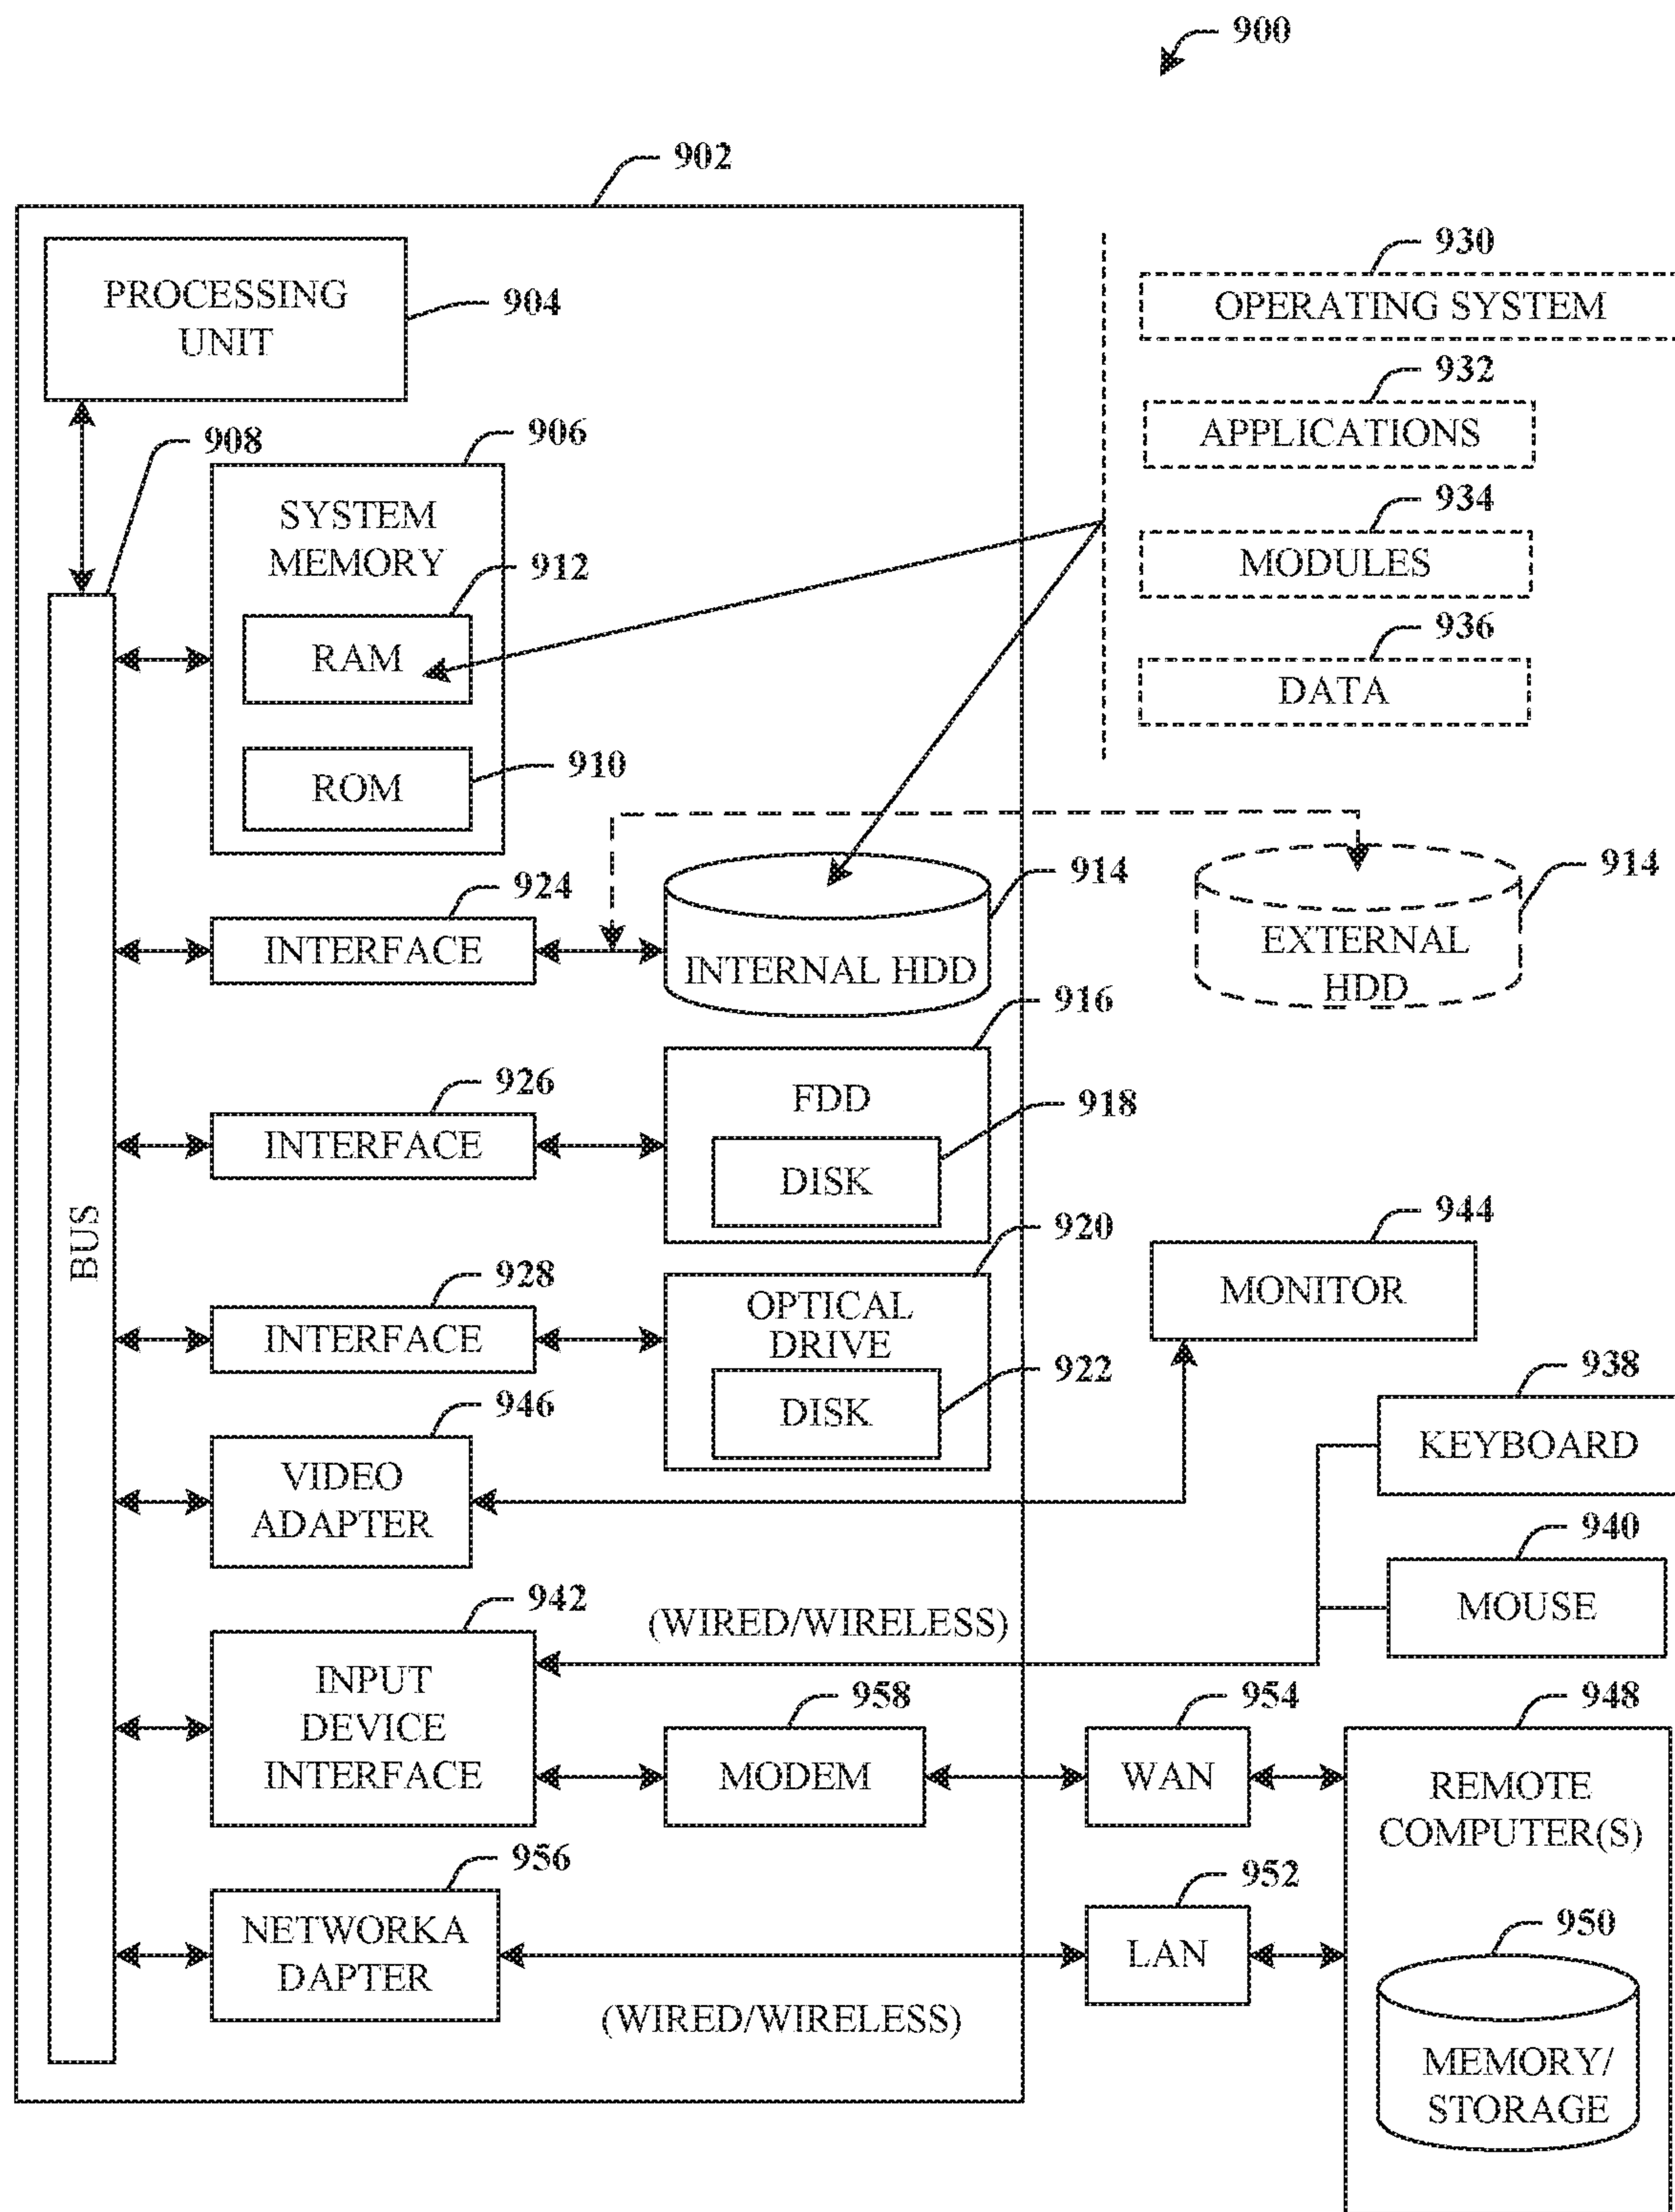 900
902
PROCESSING
UNIT
904
908
906
SYSTEM
MEMORY
912
RAM
ROM
910
930
OPERATING SYSTEM
932
APPLICATIONS
934
MODULES
936
DATA
BUS
924
INTERFACE
INTERNAL HDD
914
EXTERNAL
HDD
914
926
INTERFACE
916
FDD
918
DISK
928
INTERFACE
920
OPTICAL
DRIVE
922
DISK
944
MONITOR
946
VIDEO
ADAPTER
938
KEYBOARD
940
MOUSE
942
INPUT
DEVICE
INTERFACE
(WIRED/WIRELESS)
958
MODEM
954
WAN
948
REMOTE
COMPUTER(S)
956
NETWORKA
DAPTER
(WIRED/WIRELESS)
952
LAN
950
MEMORY/
STORAGE